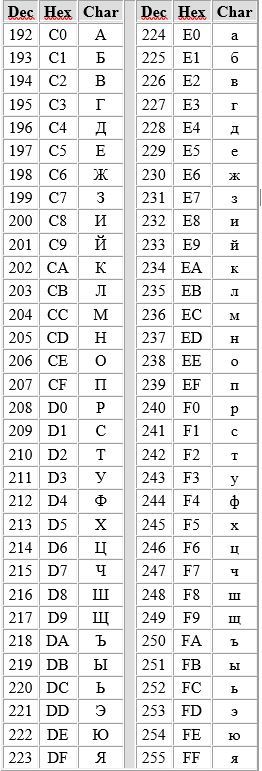 Dec Hex Char Dec Hex Char
192 C0 А 224 E0 а
193 C1 Б 225 E1 б
194 C2 В 226 E2 в
195 C3 Г 227 E3 г
196 C4 Д 228 E4 д
197 C5 Е 229 E5 е
198 C6 Ж 230 E6 ж
199 C7 З 231 E7 з
200 C8 И 232 E8 и
201 C9 Й 233 E9 й
202 CA К 234 EA к
203 CB Л 235 EB л
204 CC М 236 EC м
205 CD Н 237 ED н
206 CE О 238 EE о
207 CF П 239 EF п
208 D0 Р 240 F0 р
209 D1 С 241 F1 с
210 D2 Т 242 F2 т
211 D3 У 243 F3 у
212 D4 Ф 244 F4 ф
213 D5 Х 245 F5 х
214 D6 Ц 246 F6 ц
215 D7 Ч 247 F7 ч
216 D8 Ш 248 F8 ш
217 D9 Щ 249 F9 щ
218 DA Ъ 250 FA ъ
219 DB Ы 251 FB ы
220 DC Ь 252 FC ь
221 DD Э 253 FD э
222 DE Ю 254 FE ю
223 DF Я 255 FF я